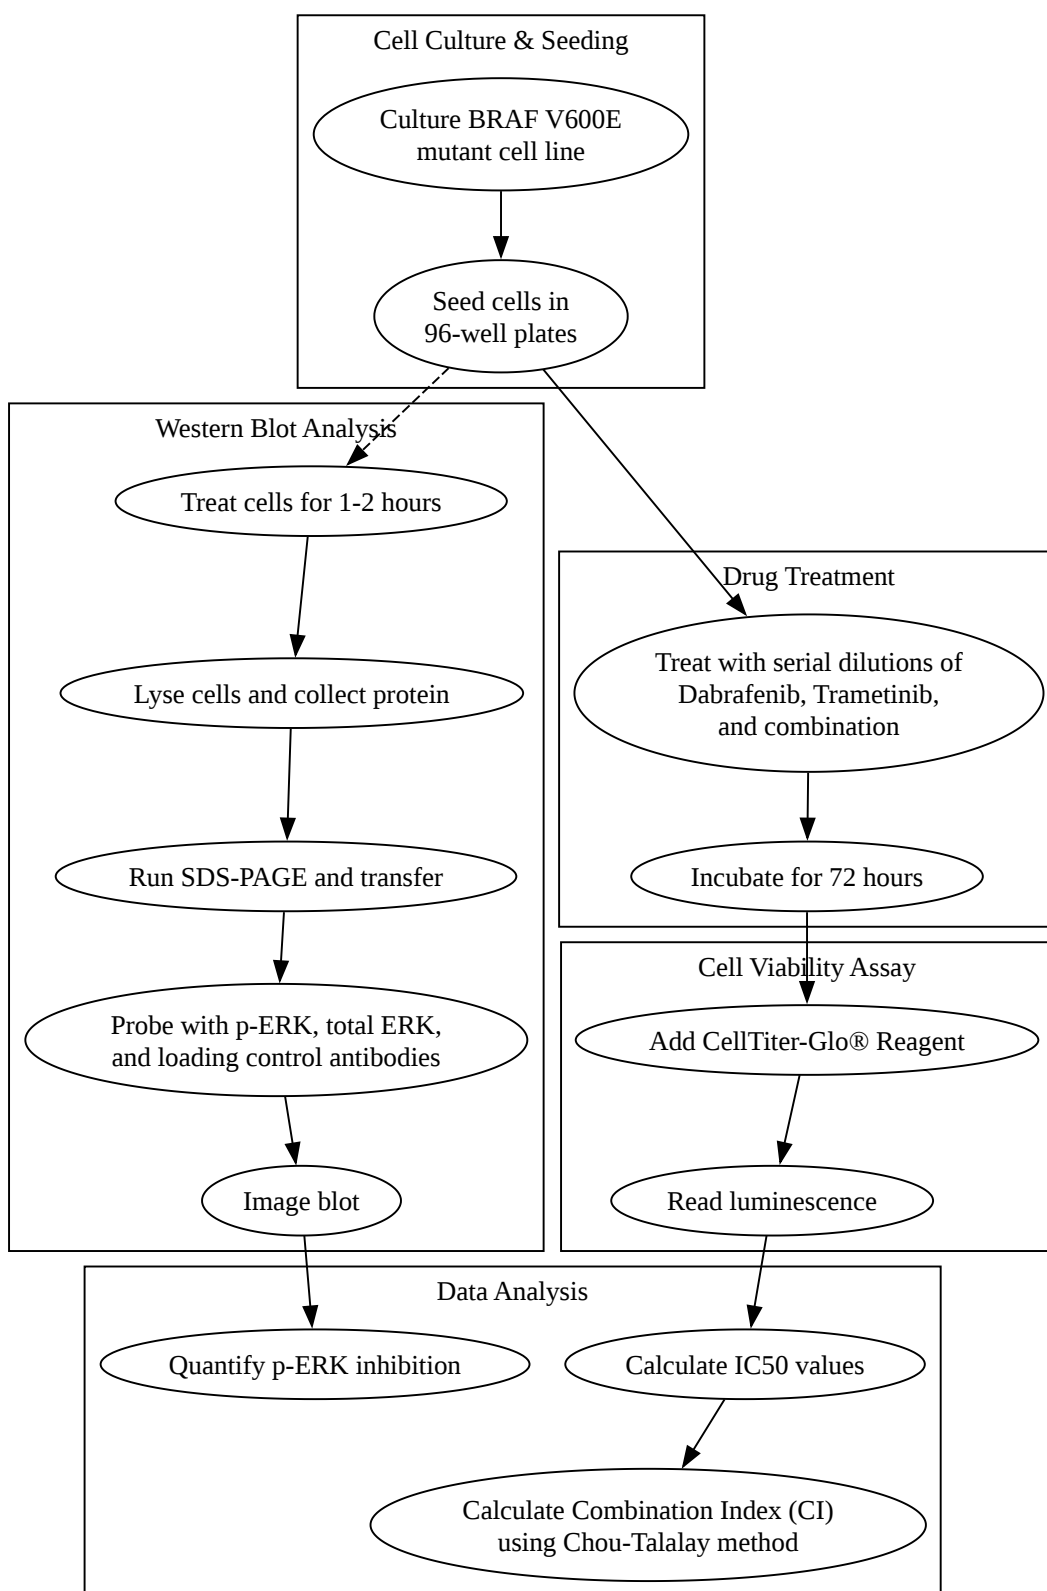 Cell Culture & Seeding
Culture BRAF V600E
mutant cell line
Seed cells in
96-well plates
Western Blot Analysis
Treat cells for 1-2 hours
Lyse cells and collect protein
Run SDS-PAGE and transfer
Probe with p-ERK, total ERK,
and loading control antibodies
Image blot
Drug Treatment
Treat with serial dilutions of
Dabrafenib, Trametinib,
and combination
Incubate for 72 hours
Cell Viability Assay
Add CellTiter-Glo® Reagent
Read luminescence
Data Analysis
Quantify p-ERK inhibition
Calculate IC50 values
Calculate Combination Index (CI)
using Chou-Talalay method